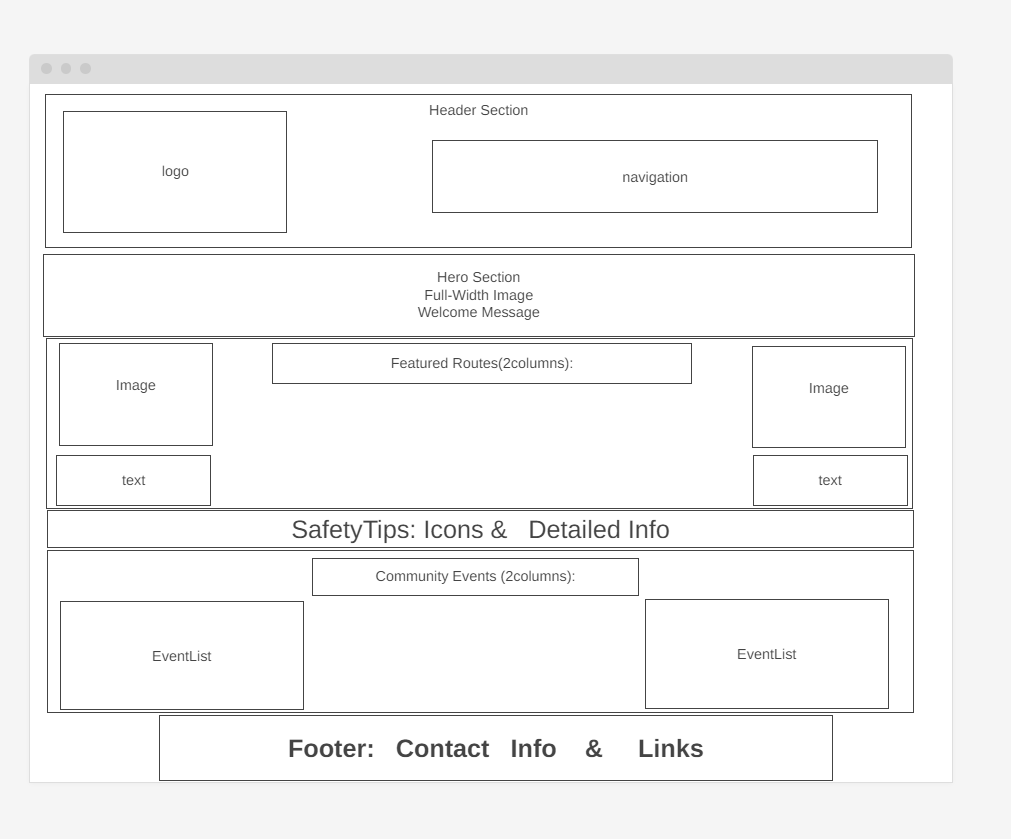 Header Section
logo
navigation
Hero Section
Full-Width Image
Welcome Message
Image
Featured Routes(2columns):
Image
text
text
SafetyTips: Icons & Detailed Info
Community Events (2columns):
EventList
EventList
Footer: Contact Info & Links